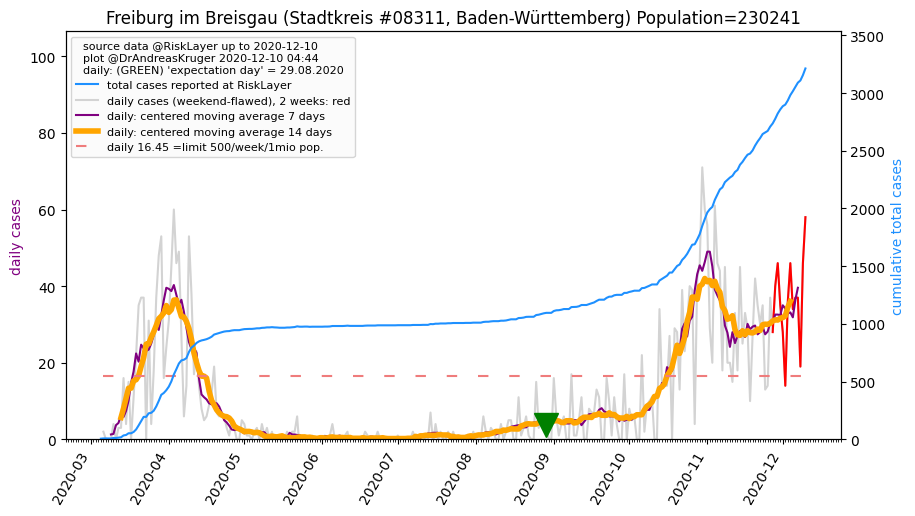 Freiburg im Breisgau (Stadtkreis #08311, Baden-Württemberg) Population=230241
source data @RiskLayer up to 2020-12-10
plot @DrAndreasKruger 2020-12-10 04:44
daily: (GREEN) 'expectation day' = 29.08.2020
total cases reported at RiskLayer
daily cases (weekend-flawed), 2 weeks: red
daily: centered moving average 7 days
daily: centered moving average 14 days
daily 16.45 =limit 500/week/1mio pop.
daily cases
100
80
60
40
20
0
cumulative total cases
3500
3000
2500
2000
1500
1000
500
0
2020-03
2020-04
2020-05
2020-06
2020-07
2020-08
2020-09
2020-10
2020-11
2020-12